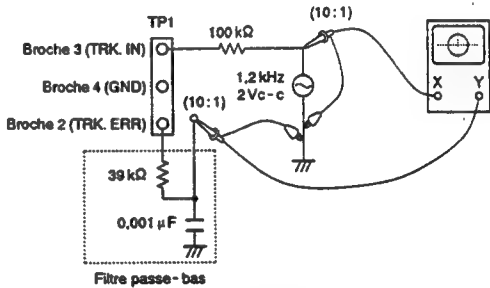 TP1
(10:1)
100 kΩ
Broche 3 (TRK. IN)
Broche 4 (GND)
1,2 kHz
2 Vc-c
X Y
(10:1)
Broche 2 (TRK. ERR)
39 kΩ
0,001 μF
Filtre passe-bas